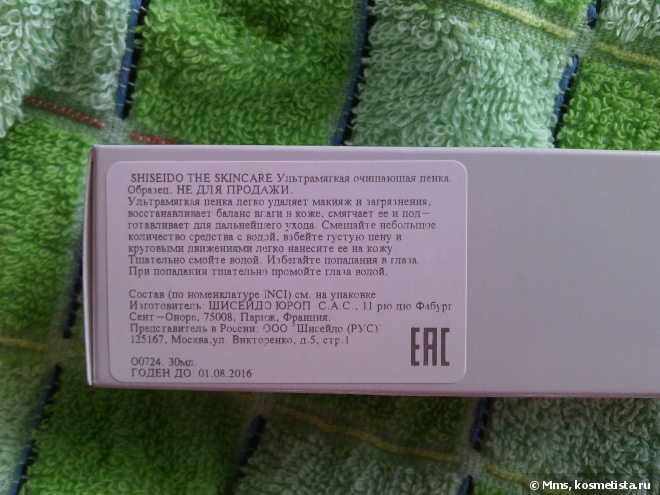 SHISEIDO THE SKINCARE Ультрамягкая очищающая пенка.
Образец. НЕ ДЛЯ ПРОДАЖИ.
Ультрамягкая пенка легко удаляет макияж и загрязнения,
восстанавливает баланс влаги в коже, смягчает ее и под-
готавливает для дальнейшего ухода. Смешайте небольшое
количество средства с водой, взбейте густую пену и
круговыми движениями легко нанесите ее на кожу.
Тщательно смойте водой. Избегайте попадания в глаза.
При попадании тщательно промойте глаза водой.
Состав (по номенклатуре INCI) см. на упаковке
Изготовитель: ШИСЕЙДО ЮРОП С.А.С., 11 рю дю Фабург
Сент-Оноре, 75008, Париж, Франция.
Представитель в России: ООО "Шисейдо (РУС)"
125167, Москва,ул. Викторенко, д.5, стр.1
EAC
O0724. 30мл.
ГОДЕН ДО 01.08.2016
© Mms, kosmetista.ru